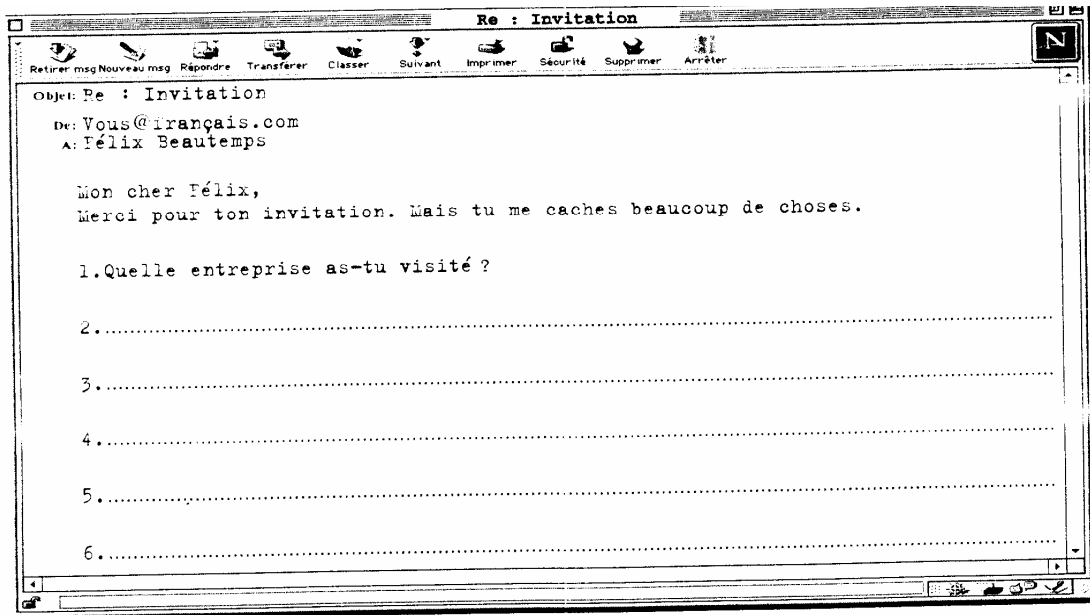 Re : Invitation
N
Retirer msg Nouveau msg Répondre Transférer Classer Suivant Imprimer Sécurité Supprimer Arrêter
Objet: Re : Invitation
De: Vous@français.com
A: Félix Beautemps
Mon cher Félix,
Merci pour ton invitation. Mais tu me caches beaucoup de choses.
1.Quelle entreprise as-tu visité ?
2.
3.
4.
5.
6.